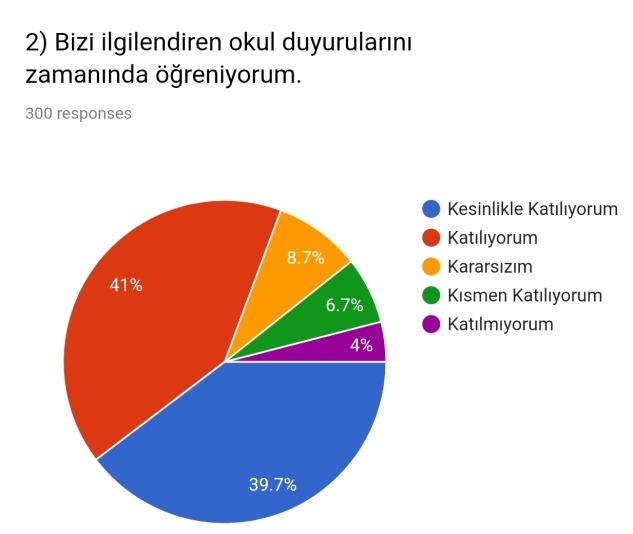 2) Bizi ilgilendiren okul duyurularını
zamanında öğreniyorum.
300 responses
Kesinlikle Katılıyorum
Katılıyorum
Kararsızım
Kısmen Katılıyorum
Katılmıyorum
8.7%
41%
6.7%
4%
39.7%